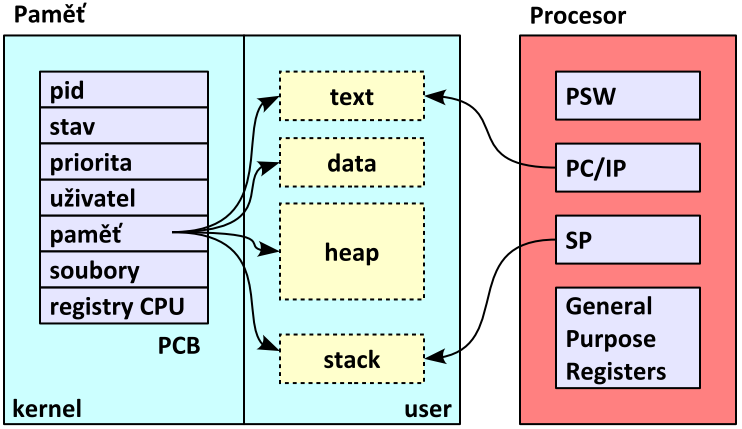 Paměť
pid
stav
priorita
uživatel
paměť
soubory
registry CPU
PCB
kernel
text
data
heap
stack
user
Procesor
PSW
PC/IP
SP
General
Purpose
Registers